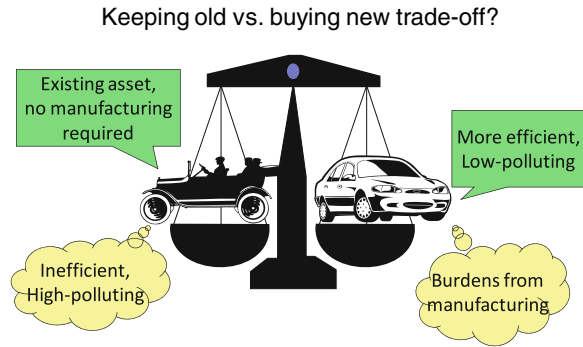 Keeping old vs. buying new trade-off?
Existing asset,
no manufacturing
required
More efficient,
Low-polluting
Inefficient,
High-polluting
Burdens from
manufacturing